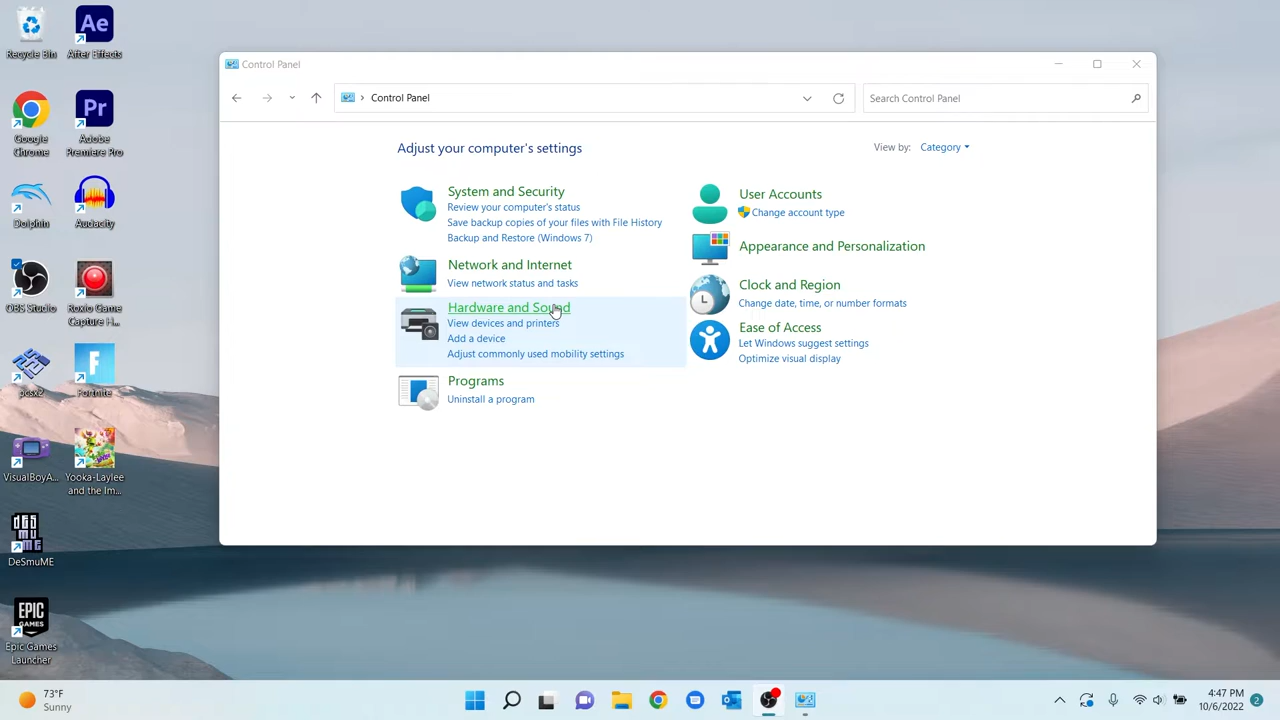 Recycle Bin
After Effects
Google
Chrome
Adobe
Premiere Pro
Dolphin
Audacity
OBS Studio
Roxio Game
Capture H...
pcsx2
Fortnite
VisualBoyA...
Yooka-Laylee
and the Im...
DeSmuME
EPIC
GAMES
Epic Games
Launcher
Ae
Pr
Control Panel
Control Panel
Search Control Panel
Adjust your computer's settings
View by: Category
System and Security
Review your computer's status
Save backup copies of your files with File History
Backup and Restore (Windows 7)
Network and Internet
View network status and tasks
Hardware and Sound
View devices and printers
Add a device
Adjust commonly used mobility settings
Programs
Uninstall a program
User Accounts
Change account type
Appearance and Personalization
Clock and Region
Change date, time, or number formats
Ease of Access
Let Windows suggest settings
Optimize visual display
73°F
Sunny
4:47 PM
10/6/2022
2